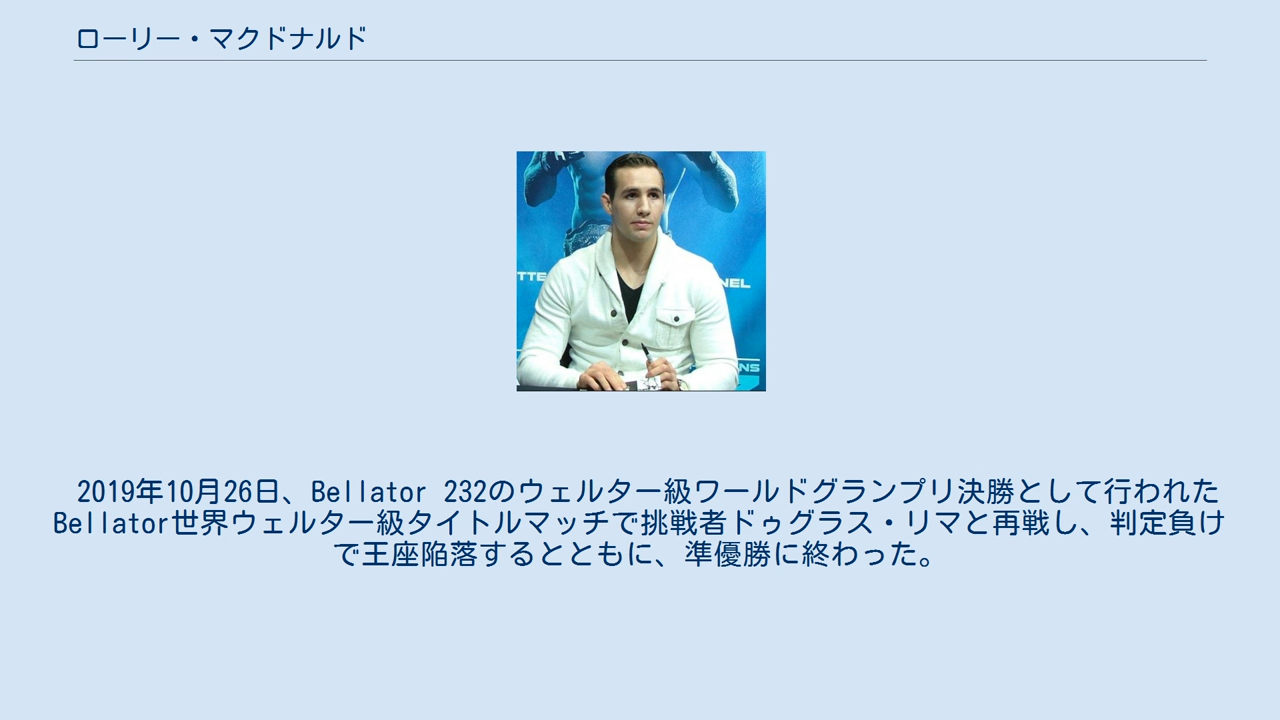 ローリー・マクドナルド
TTE
NEL
NS
2019年10月26日、Bellator 232のウェルター級ワールドグランプリ決勝として行われた
Bellator世界ウェルター級タイトルマッチで挑戦者ドゥグラス・リマと再戦し、判定負け
で王座陥落するとともに、準優勝に終わった。